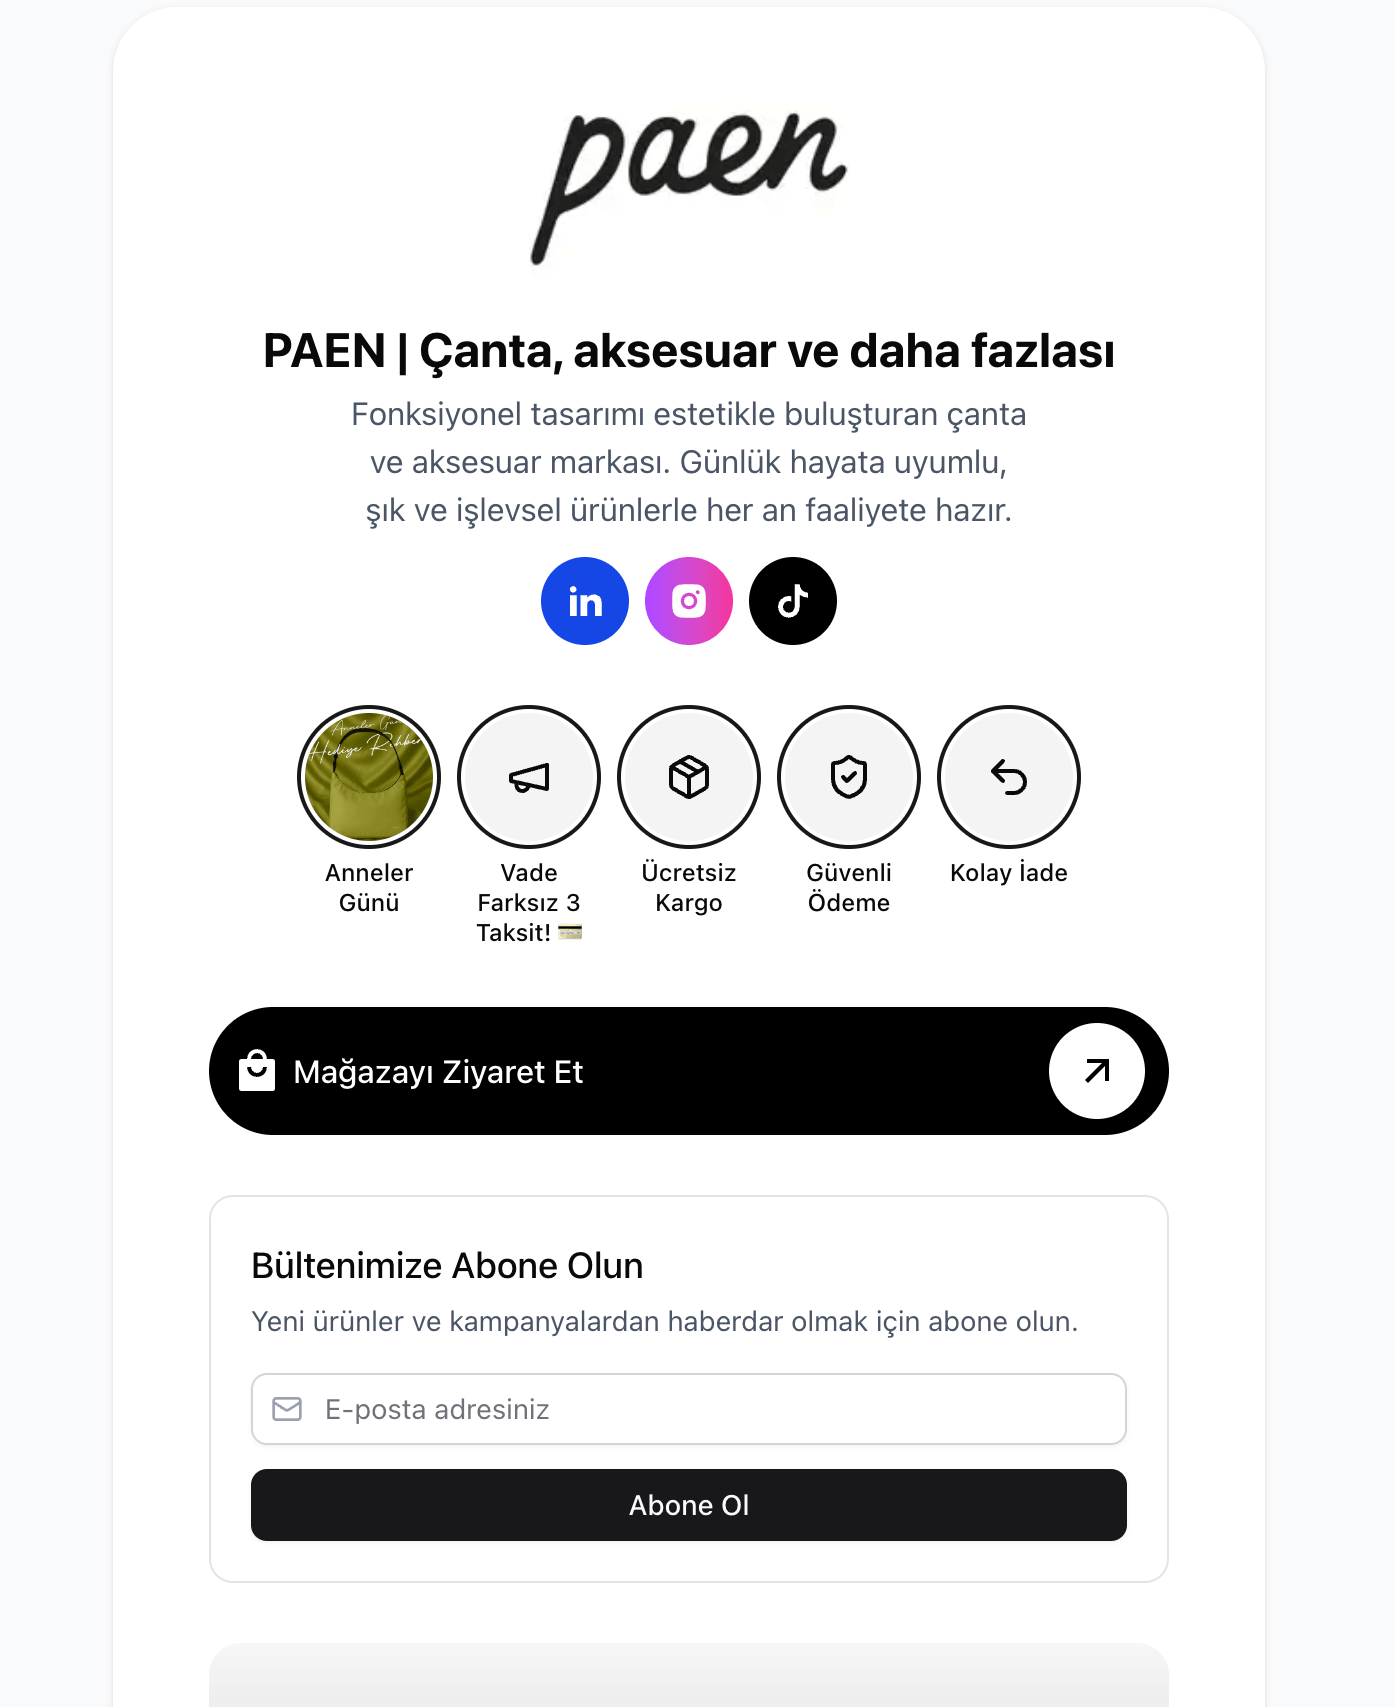 paen
PAEN | Çanta, aksesuar ve daha fazlası
Fonksiyonel tasarımı estetikle buluşturan çanta
ve aksesuar markası. Günlük hayata uyumlu,
şık ve işlevsel ürünlerle her an faaliyete hazır.
in
Anneler Gü
Hediye Rehber
Anneler
Günü
Vade
Farksız 3
Taksit! 💳
Ücretsiz
Kargo
Güvenli
Ödeme
Kolay İade
Mağazayı Ziyaret Et
Bültenimize Abone Olun
Yeni ürünler ve kampanyalardan haberdar olmak için abone olun.
E-posta adresiniz
Abone Ol